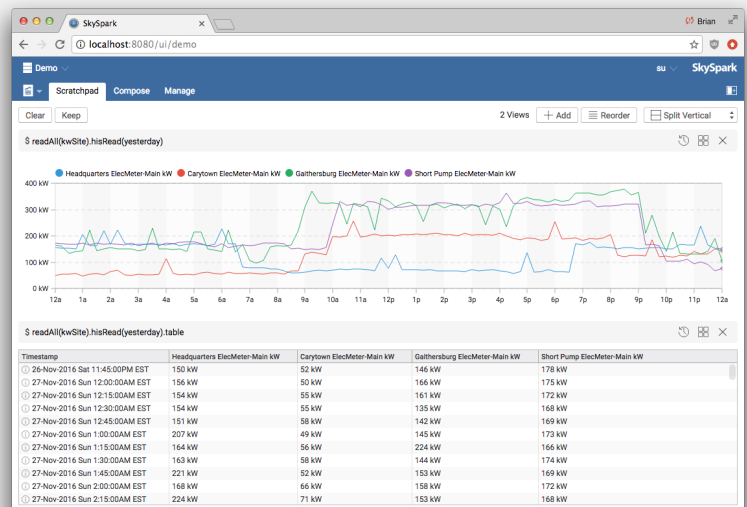 SkySpark
Brian
localhost:8080/ui/demo
Demo su SkySpark
Scratchpad Compose Manage
Clear Keep 2 Views Add Reorder Split Vertical
$ readAll(kwSite).hisRead(yesterday)
Headquarters ElecMeter-Main kW Carytown ElecMeter-Main kW Gaithersburg ElecMeter-Main kW Short Pump ElecMeter-Main kW
400 kW
300 kW
200 kW
100 kW
0 kW
12a 1a 2a 3a 4a 5a 6a 7a 8a 9a 10a 11a 12p 1p 2p 3p 4p 5p 6p 7p 8p 9p 10p 11p 12a
$ readAll(kwSite).hisRead(yesterday).table
Timestamp Headquarters ElecMeter-Main kW Carytown ElecMeter-Main kW Gaithersburg ElecMeter-Main kW Short Pump ElecMeter-Main kW
26-Nov-2016 Sat 11:45:00PM EST 150 kW 52 kW 146 kW 178 kW
27-Nov-2016 Sun 12:00:00AM EST 156 kW 50 kW 166 kW 175 kW
27-Nov-2016 Sun 12:15:00AM EST 154 kW 55 kW 161 kW 172 kW
27-Nov-2016 Sun 12:30:00AM EST 154 kW 55 kW 135 kW 168 kW
27-Nov-2016 Sun 12:45:00AM EST 151 kW 58 kW 142 kW 169 kW
27-Nov-2016 Sun 1:00:00AM EST 207 kW 49 kW 145 kW 173 kW
27-Nov-2016 Sun 1:15:00AM EST 164 kW 56 kW 224 kW 166 kW
27-Nov-2016 Sun 1:30:00AM EST 163 kW 58 kW 144 kW 174 kW
27-Nov-2016 Sun 1:45:00AM EST 221 kW 52 kW 153 kW 169 kW
27-Nov-2016 Sun 2:00:00AM EST 168 kW 66 kW 158 kW 172 kW
27-Nov-2016 Sun 2:15:00AM EST 224 kW 71 kW 153 kW 168 kW